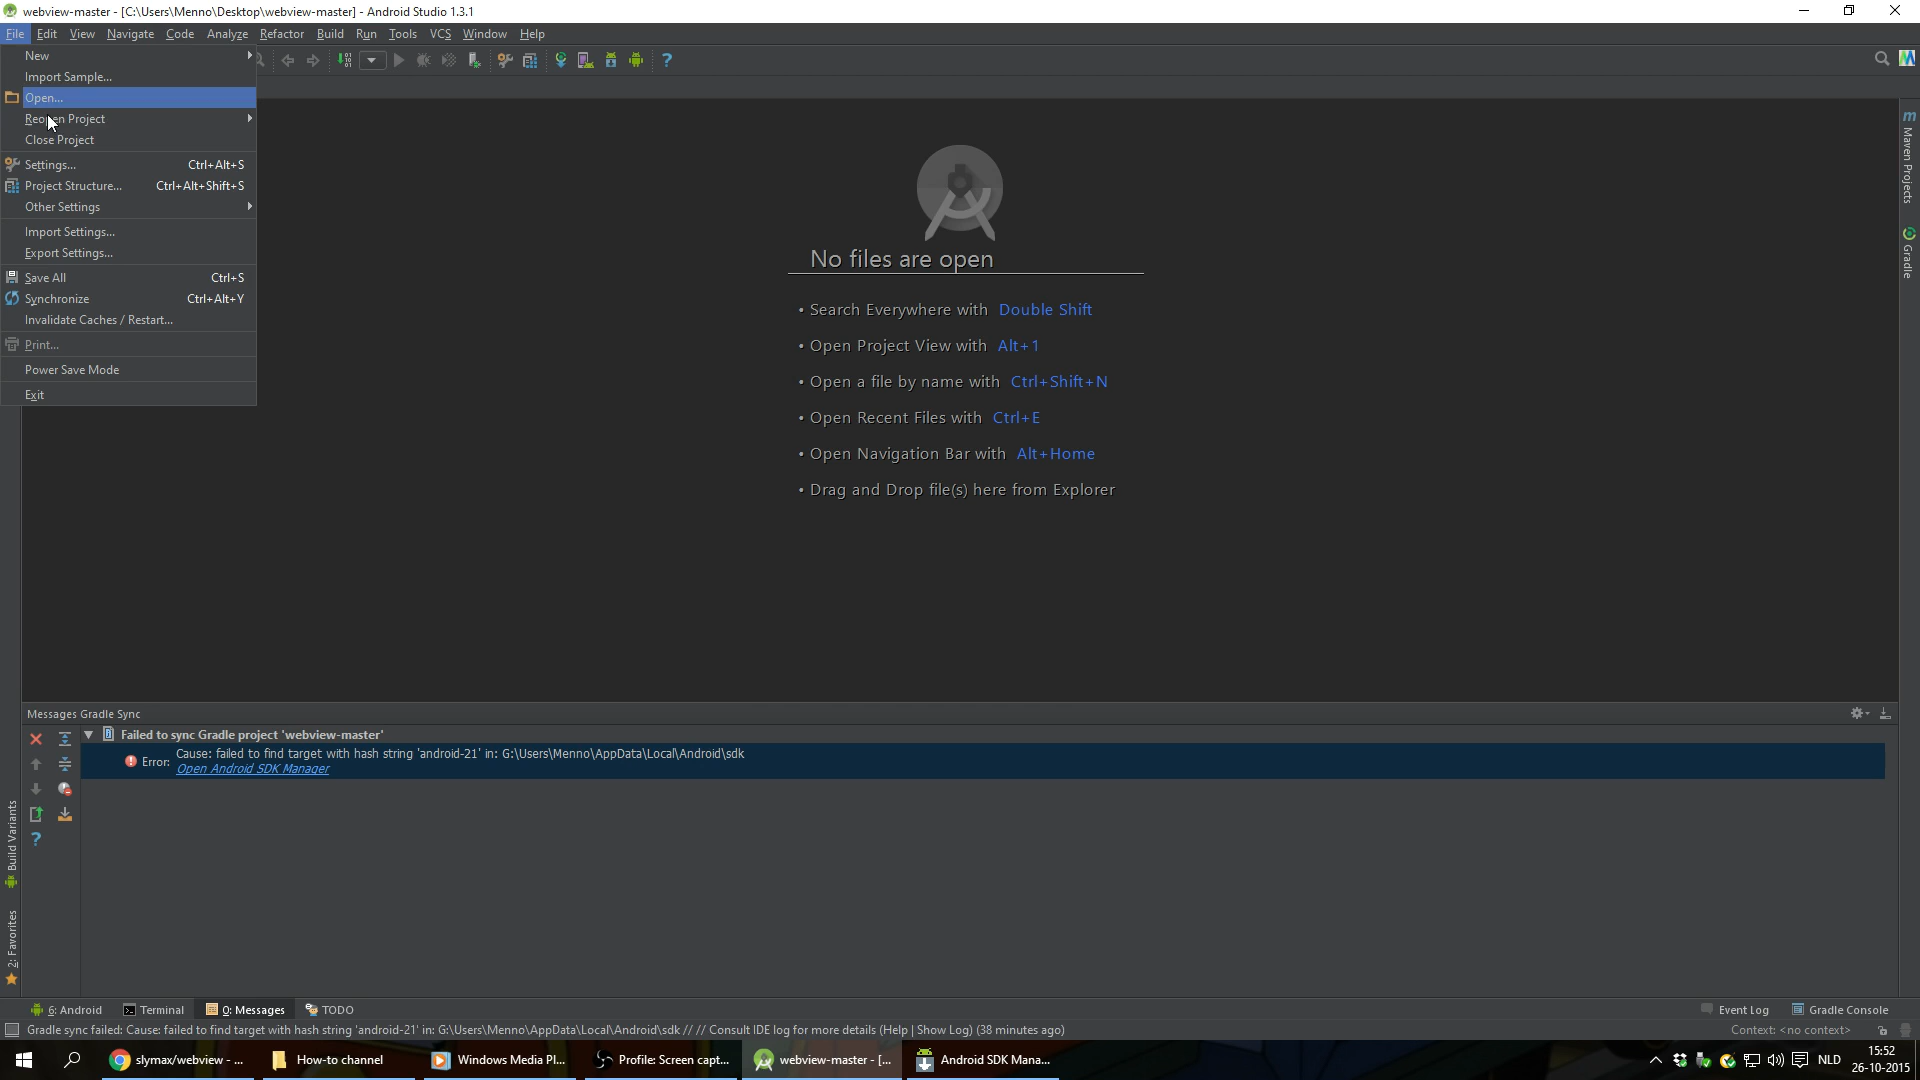 webview-master - [C:\Users\Menno\Desktop\webview-master] - Android Studio 1.3.1
File Edit View Navigate Code Analyze Refactor Build Run Tools VCS Window Help
New
Import Sample...
Open...
Reopen Project
Close Project
Settings... Ctrl+Alt+S
Project Structure... Ctrl+Alt+Shift+S
Other Settings
Import Settings...
Export Settings...
Save All Ctrl+S
Synchronize Ctrl+Alt+Y
Invalidate Caches / Restart...
Print...
Power Save Mode
Exit
No files are open
• Search Everywhere with Double Shift
• Open Project View with Alt+1
• Open a file by name with Ctrl+Shift+N
• Open Recent Files with Ctrl+E
• Open Navigation Bar with Alt+Home
• Drag and Drop file(s) here from Explorer
Maven Projects
Gradle
Messages Gradle Sync
Failed to sync Gradle project 'webview-master'
Error: Cause: failed to find target with hash string 'android-21' in: G:\Users\Menno\AppData\Local\Android\sdk
Open Android SDK Manager
Build Variants
2: Favorites
6: Android Terminal 0: Messages TODO Event Log Gradle Console
Gradle sync failed: Cause: failed to find target with hash string 'android-21' in: G:\Users\Menno\AppData\Local\Android\sdk // // Consult IDE log for more details (Help | Show Log) (38 minutes ago) Context: <no context>
slymax/webview - ... How-to channel Windows Media Pl... Profile: Screen capt... webview-master - [... Android SDK Mana... NLD 15:52
26-10-2015